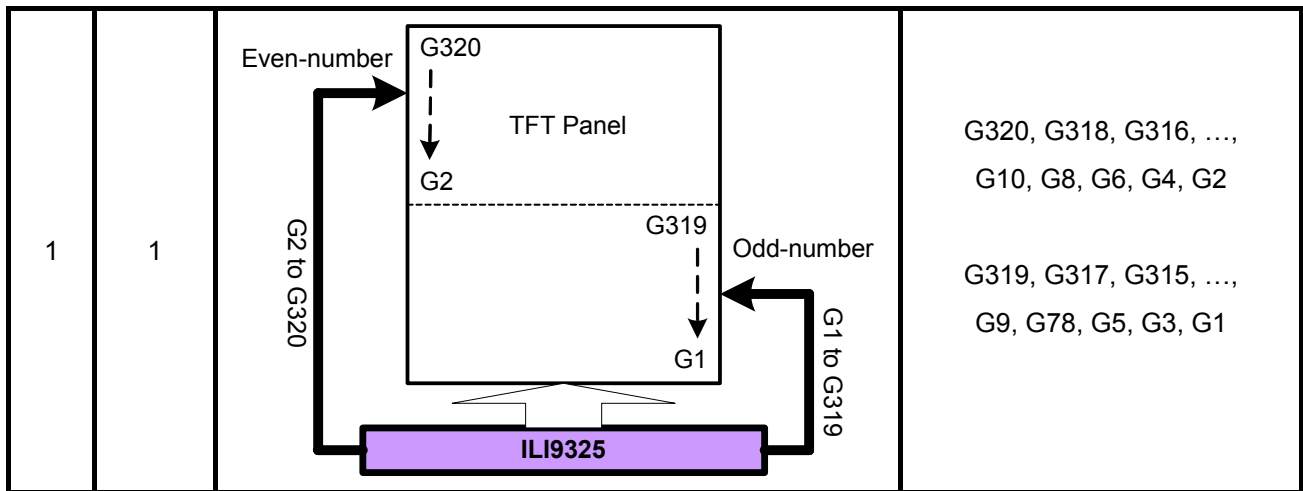 1
1
Even-number
G320
TFT Panel
G2
G319
Odd-number
G1
G2 to G320
G1 to G319
ILI9325
G320, G318, G316, …,
G10, G8, G6, G4, G2
G319, G317, G315, …,
G9, G78, G5, G3, G1